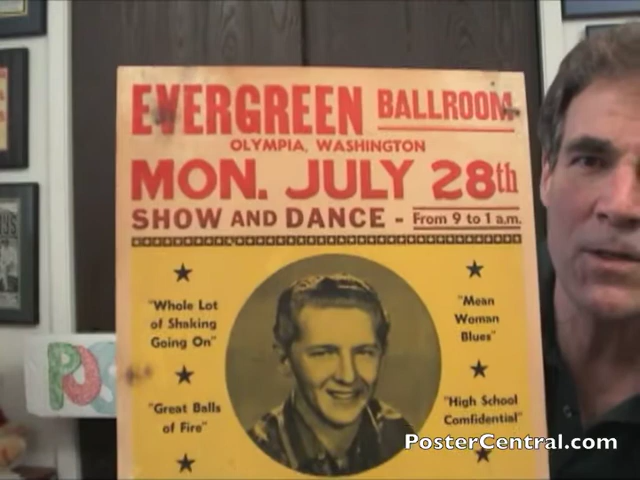 EVERGREEN BALLROOM
OLYMPIA, WASHINGTON
MON. JULY 28th
SHOW AND DANCE - From 9 to 1 a.m.
"Whole Lot
of Shaking
Going On"
"Mean
Woman
Blues"
"Great Balls
of Fire"
"High School
Comfidential"
PosterCentral.com